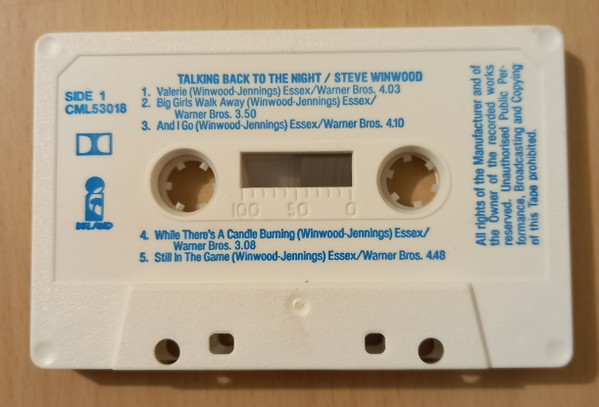 TALKING BACK TO THE NIGHT / STEVE WINWOOD
SIDE 1
CML53018
1. Valerie (Winwood-Jennings) Essex/Warner Bros. 4.03
2. Big Girls Walk Away (Winwood-Jennings) Essex/
Warner Bros. 3.50
3. And I Go (Winwood-Jennings) Essex/Warner Bros. 4.10
ISLAND
100 50 0
4. While There's A Candle Burning (Winwood-Jennings) Essex/
Warner Bros. 3.08
5. Still In The Game (Winwood-Jennings) Essex/Warner Bros. 4.48
All rights of the Manufacturer and of
the Owner of the recorded works
reserved. Unauthorised Public Per-
formance, Broadcasting and Copying
of this Tape prohibited.